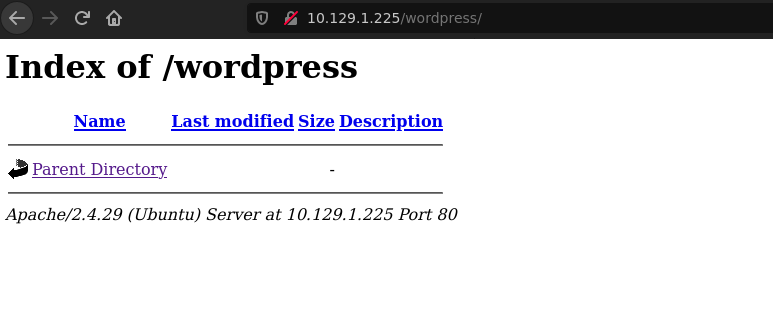 10.129.1.225/wordpress/
Index of /wordpress
Name Last modified Size Description
Parent Directory -
Apache/2.4.29 (Ubuntu) Server at 10.129.1.225 Port 80